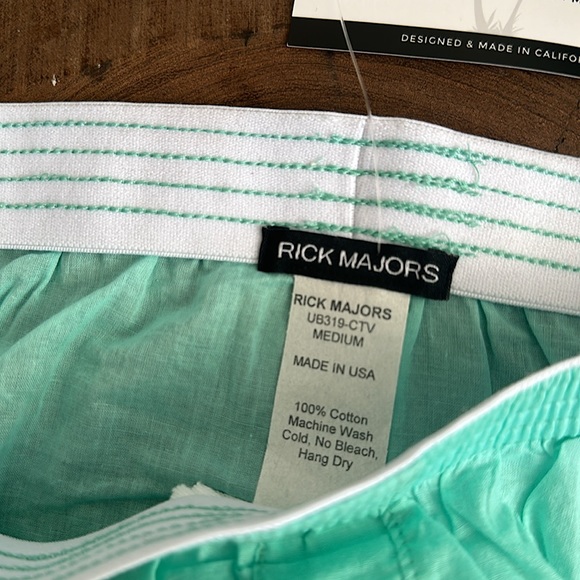 DESIGNED & MADE IN CALIFOR
RICK MAJORS
RICK MAJORS
UB319-CTV
MEDIUM
MADE IN USA
100% Cotton
Machine Wash
Cold, No Bleach,
Hang Dry